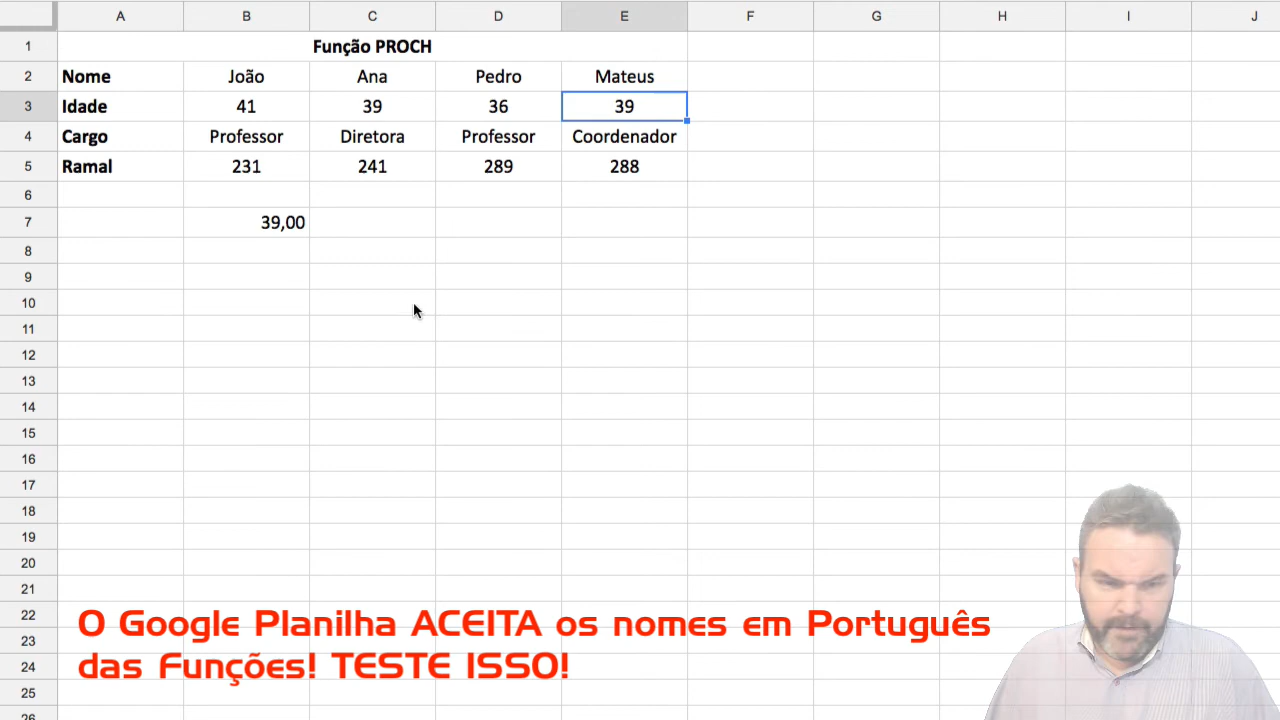 A B C D E F G H I J
1 Função PROCH
2 Nome João Ana Pedro Mateus
3 Idade 41 39 36 39
4 Cargo Professor Diretora Professor Coordenador
5 Ramal 231 241 289 288
6
7 39,00
8
9
10
11
12
13
14
15
16
17
18
19
20
21
22
23
24
25
26
O Google Planilha ACEITA os nomes em Português
das Funções! TESTE ISSO!